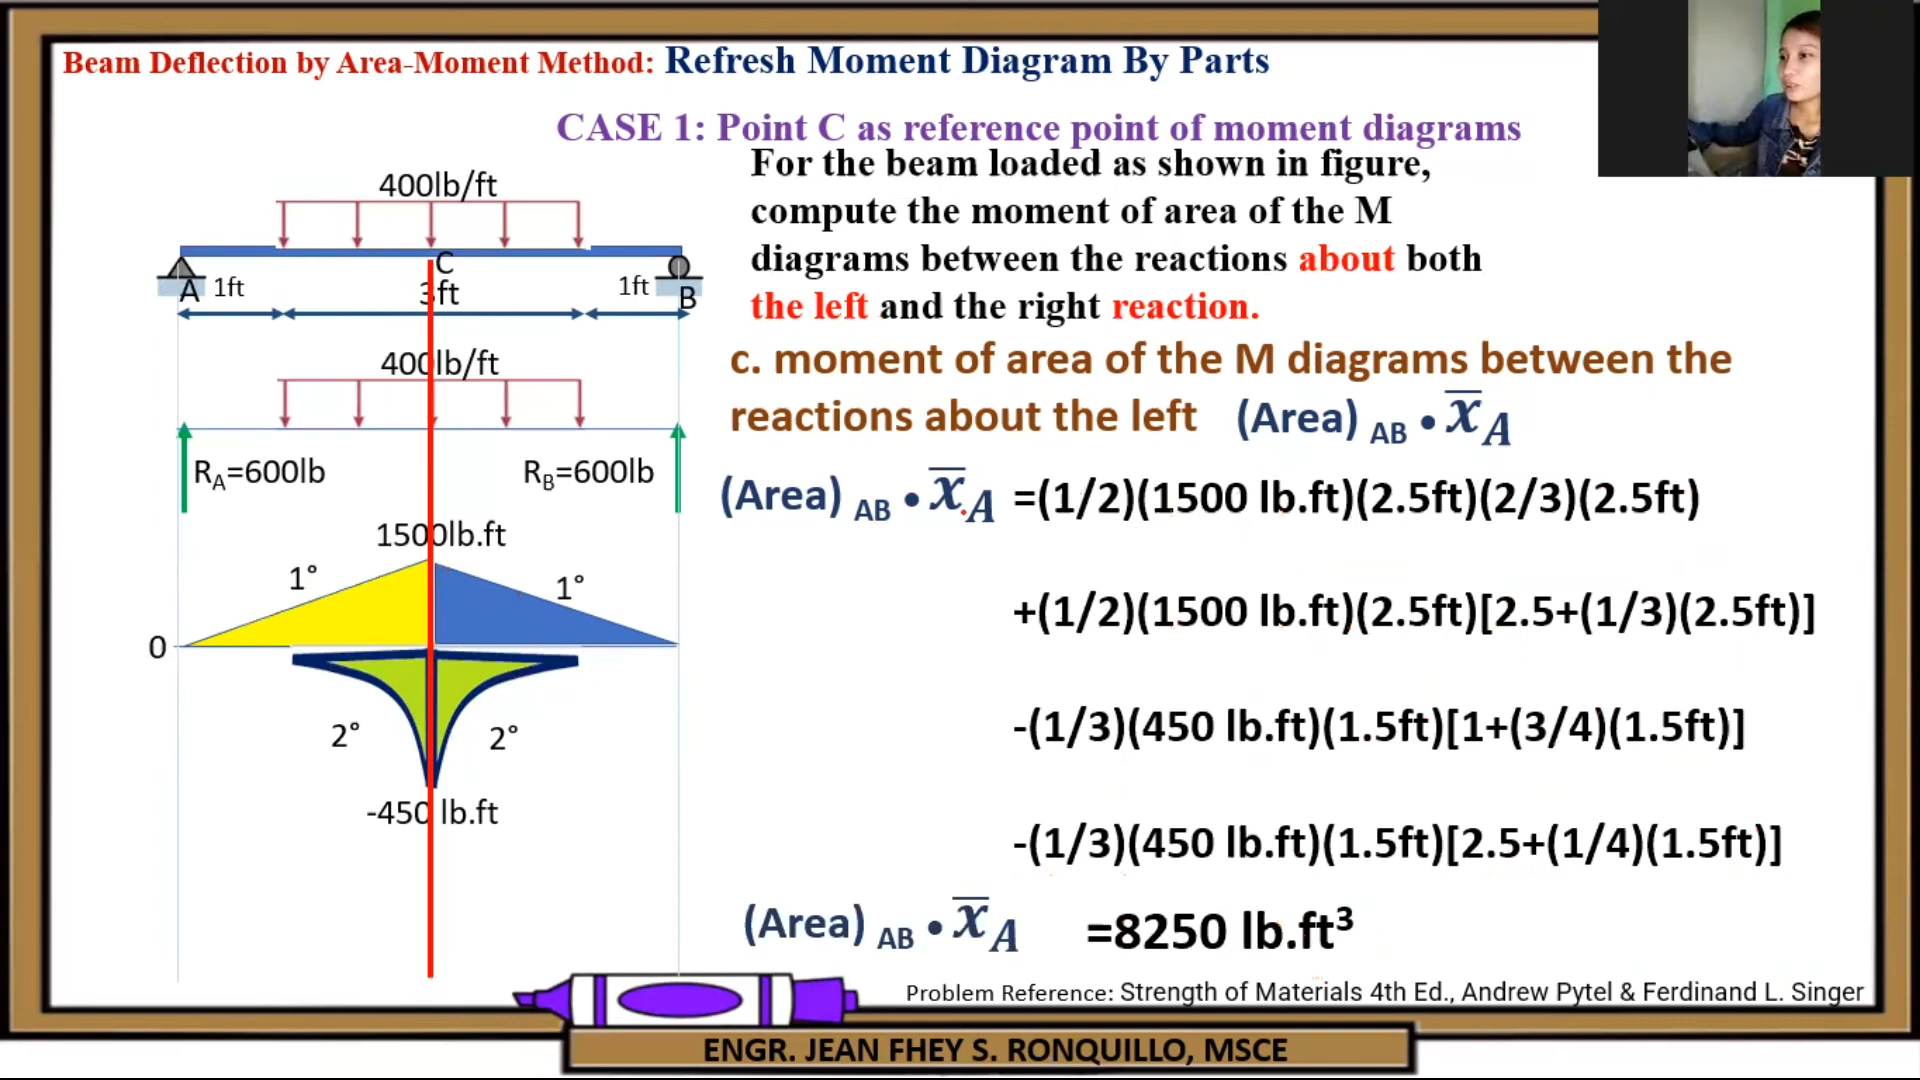 Beam Deflection by Area-Moment Method: Refresh Moment Diagram By Parts
CASE 1: Point C as reference point of moment diagrams
For the beam loaded as shown in figure,
compute the moment of area of the M
diagrams between the reactions about both
the left and the right reaction.
400lb/ft
C
A 1ft 3ft 1ft B
400lb/ft
R_A=600lb R_B=600lb
1500lb.ft
1° 1°
0
2° 2°
-450 lb.ft
c. moment of area of the M diagrams between the
reactions about the left (Area) _AB • x̅_A
(Area) _AB • x̅_A =(1/2)(1500 lb.ft)(2.5ft)(2/3)(2.5ft)
+(1/2)(1500 lb.ft)(2.5ft)[2.5+(1/3)(2.5ft)]
-(1/3)(450 lb.ft)(1.5ft)[1+(3/4)(1.5ft)]
-(1/3)(450 lb.ft)(1.5ft)[2.5+(1/4)(1.5ft)]
(Area) _AB • x̅_A =8250 lb.ft³
Problem Reference: Strength of Materials 4th Ed., Andrew Pytel & Ferdinand L. Singer
ENGR. JEAN FHEY S. RONQUILLO, MSCE